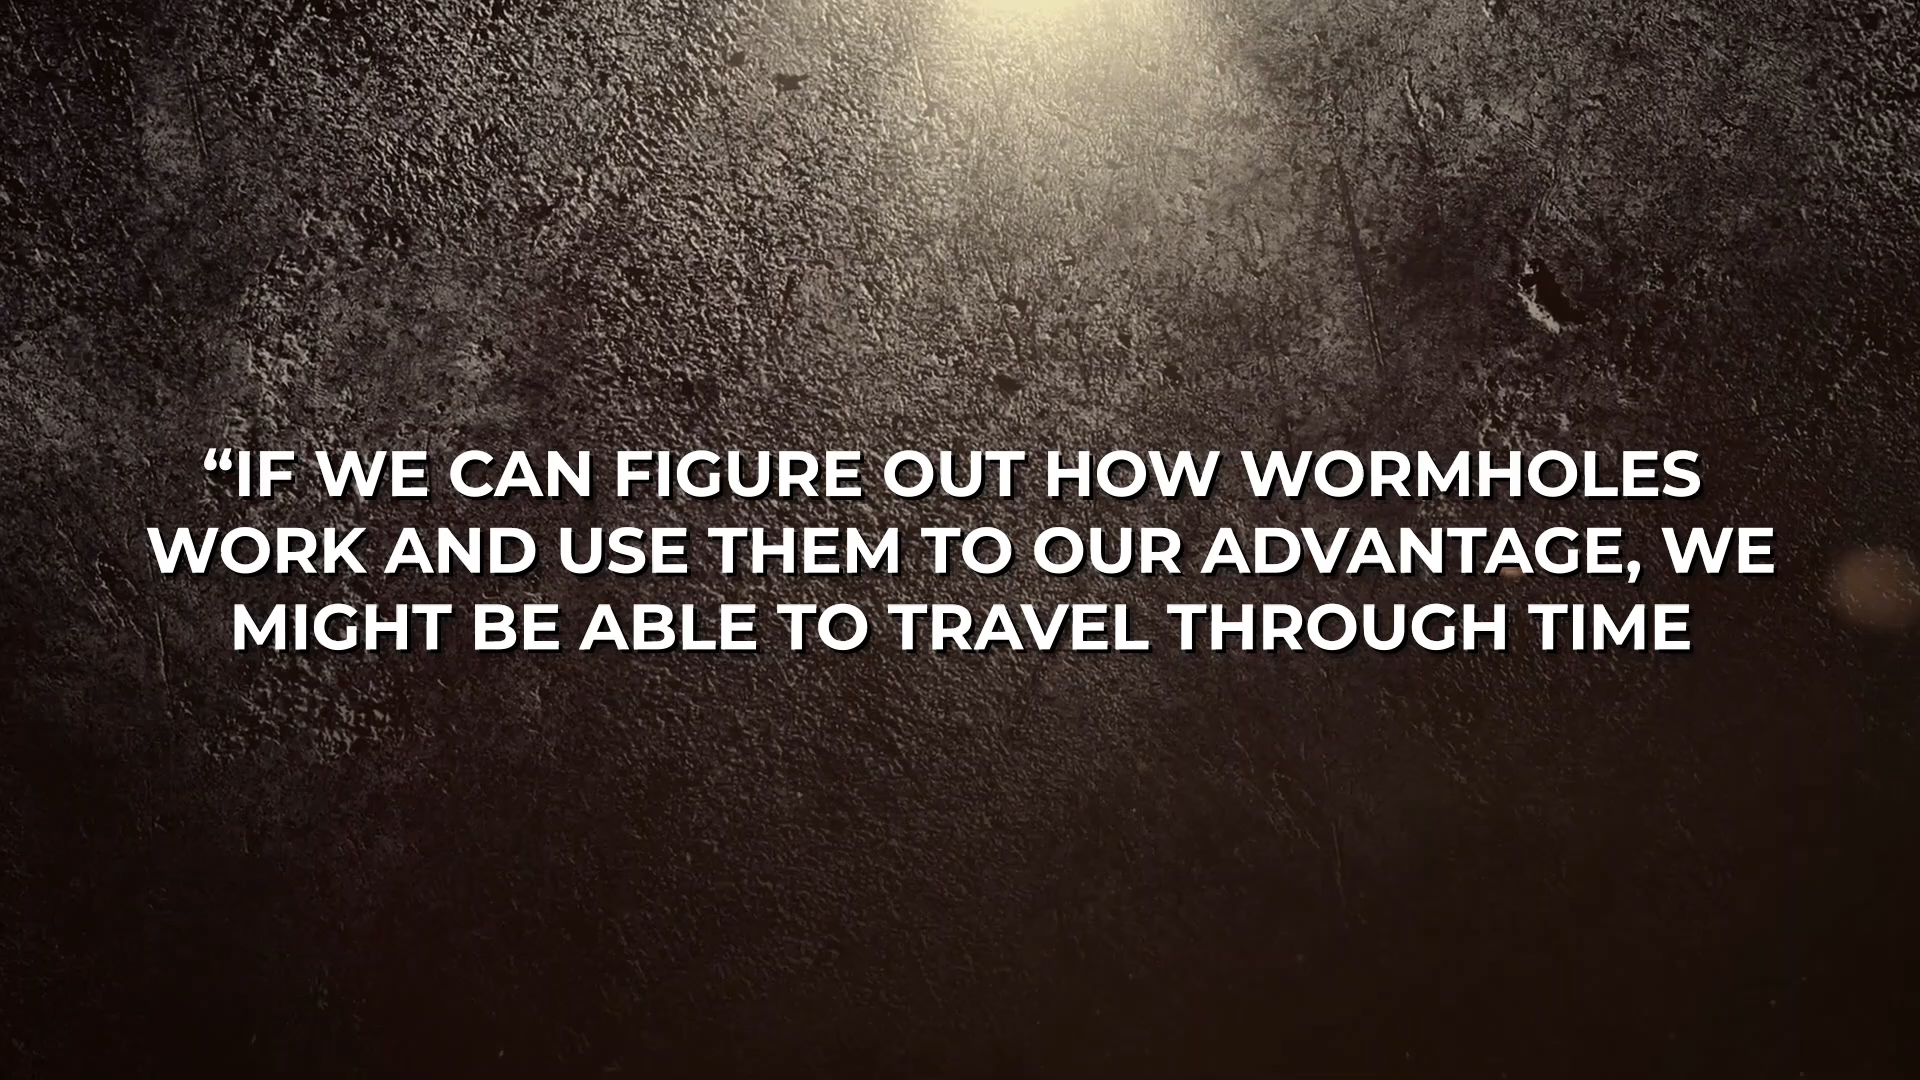 “IF WE CAN FIGURE OUT HOW WORMHOLES
WORK AND USE THEM TO OUR ADVANTAGE, WE
MIGHT BE ABLE TO TRAVEL THROUGH TIME